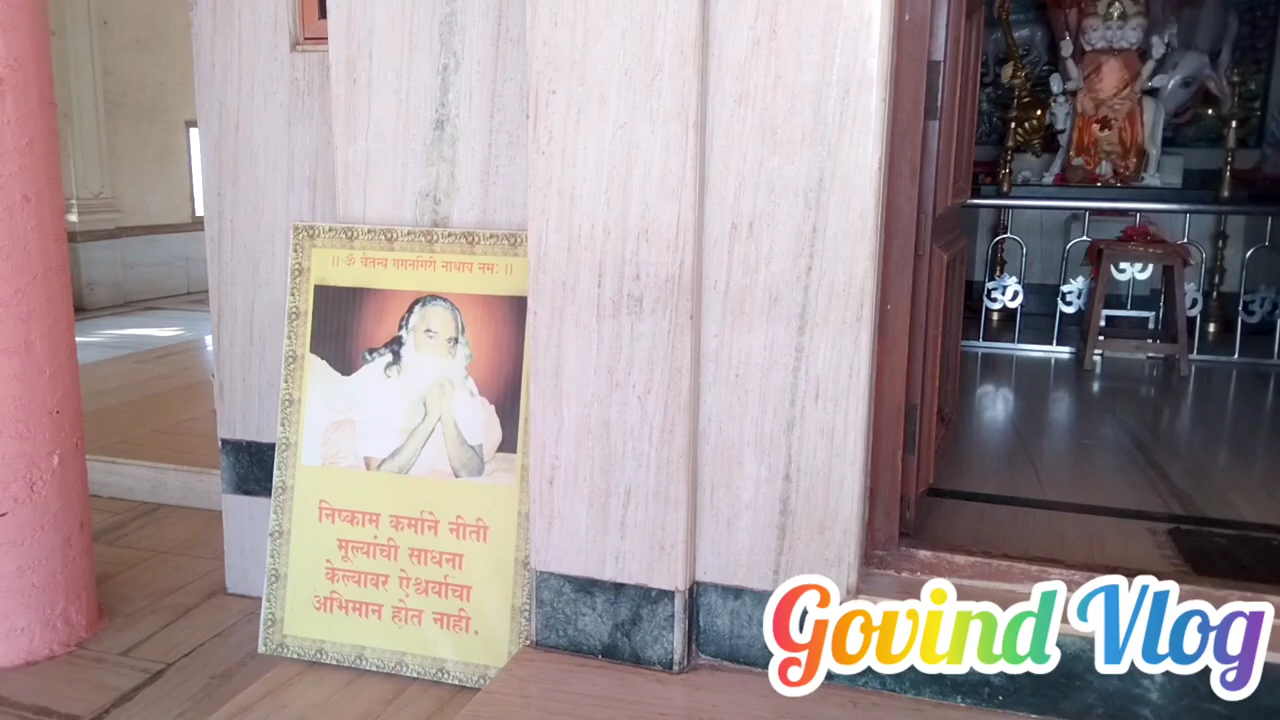 ।। ॐ चैतन्य गगनगिरी नाथाय नमः ।।
निष्काम कर्माने नीती
मूल्यांची साधना
केल्यावर ऐश्वर्याचा
अभिमान होत नाही.
ॐ ॐ ॐ ॐ ॐ
Govind Vlog